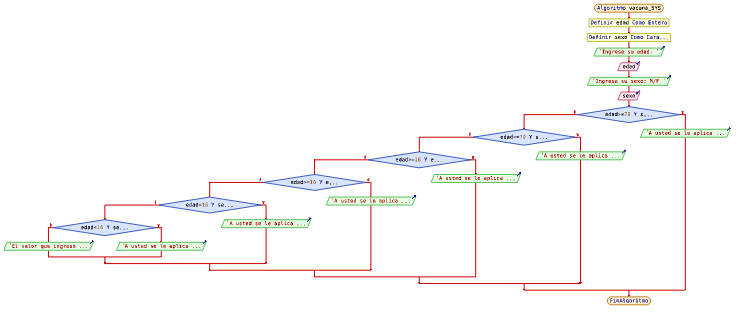 Algoritmo vacuna_SYS
Definir edad Como Entero
Definir sexo Como Cara...
'Ingrese su edad: '
edad
'Ingrese su sexo: M/F '
sexo
edad>=70 Y s...
F
V
'A usted se le aplica ...'
edad>=70 Y s...
F
V
'A usted se le aplica ...'
edad>=16 Y e...
F
V
'A usted se le aplica ...'
edad>=16 Y e...
F
V
'A usted se le aplica ...'
edad<16 Y se...
F
V
'A usted se le aplica ...'
edad<16 Y se...
F
V
'El valor que ingresó ...'
'A usted se le aplica ...'
FinAlgoritmo